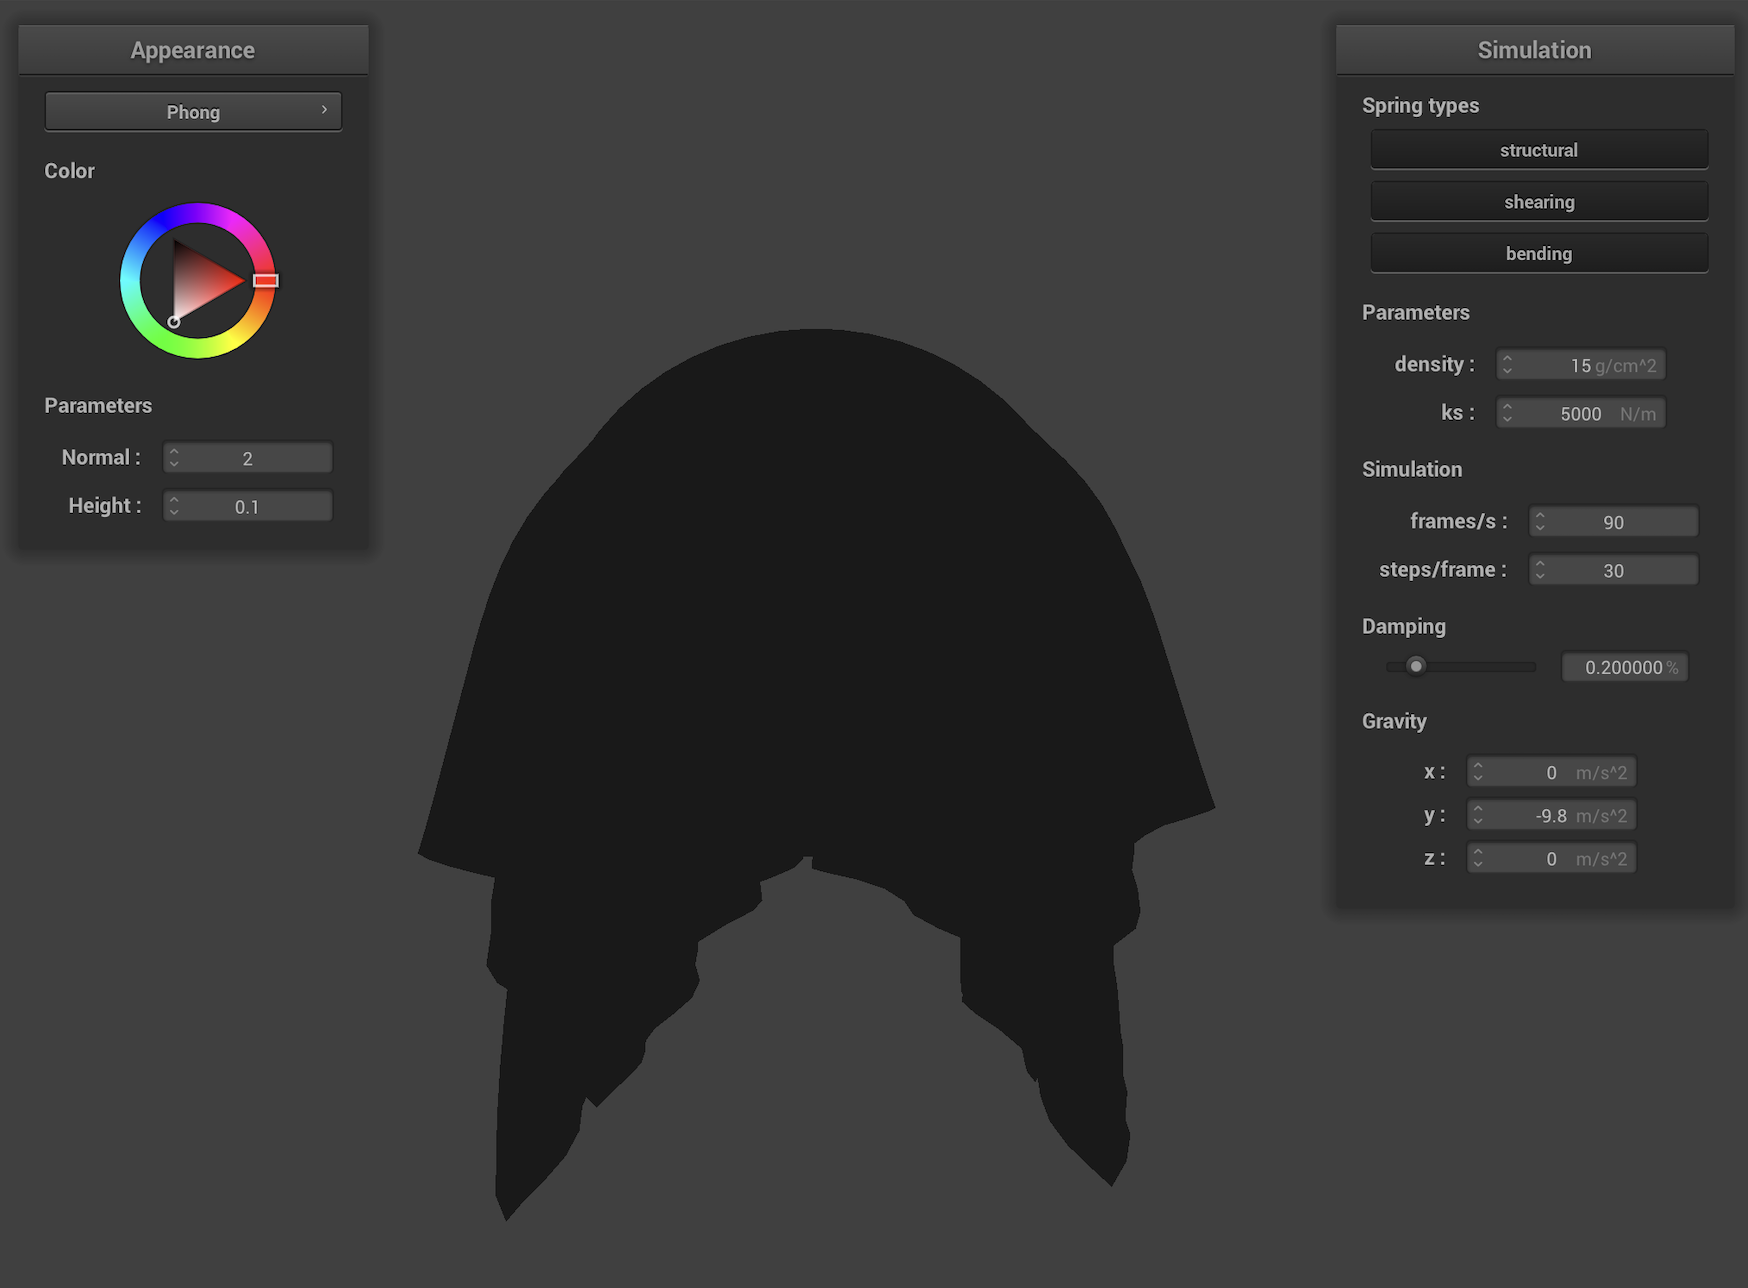 Appearance
Phong
Color
Parameters
Normal : 2
Height : 0.1
Simulation
Spring types
structural
shearing
bending
Parameters
density : 15 g/cm^2
ks : 5000 N/m
Simulation
frames/s : 90
steps/frame : 30
Damping
0.200000 %
Gravity
x : 0 m/s^2
y : -9.8 m/s^2
z : 0 m/s^2